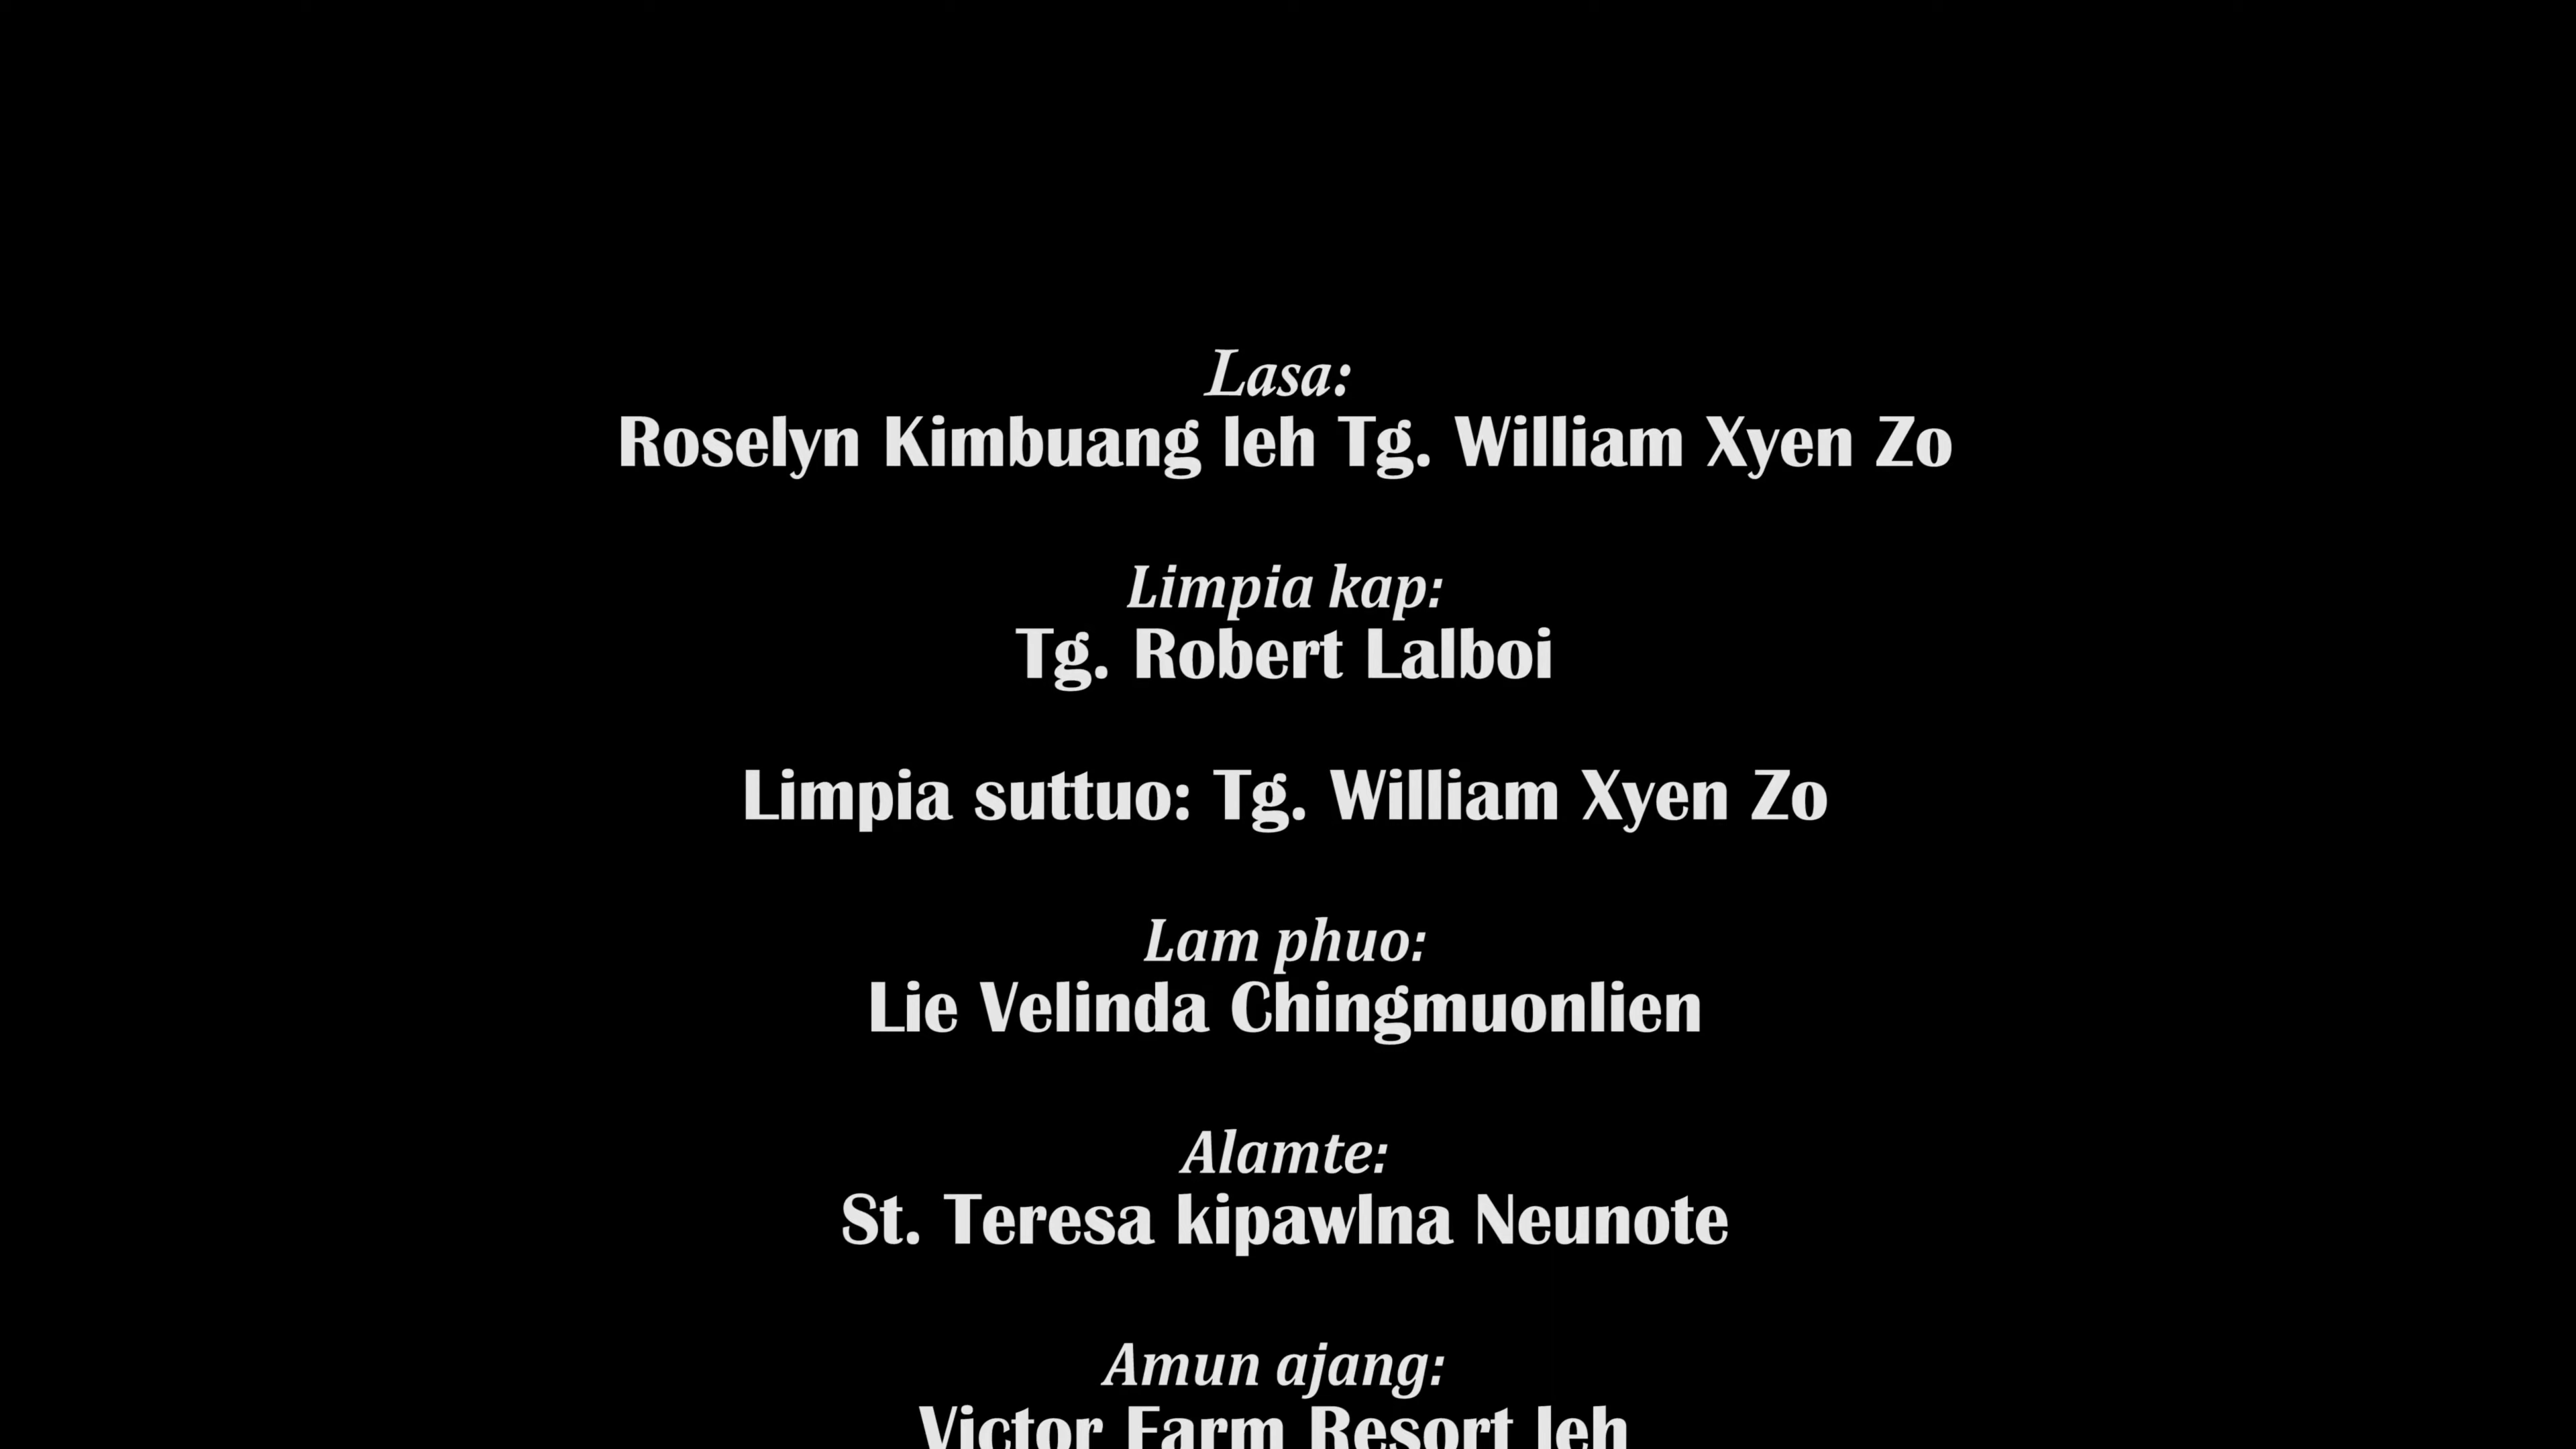 Lasa:
Roselyn Kimbuang leh Tg. William Xyen Zo
Limpia kap:
Tg. Robert Lalboi
Limpia suttuo: Tg. William Xyen Zo
Lam phuo:
Lie Velinda Chingmuonlien
Alamte:
St. Teresa kipawlna Neunote
Amun ajang:
Victor Farm Resort leh